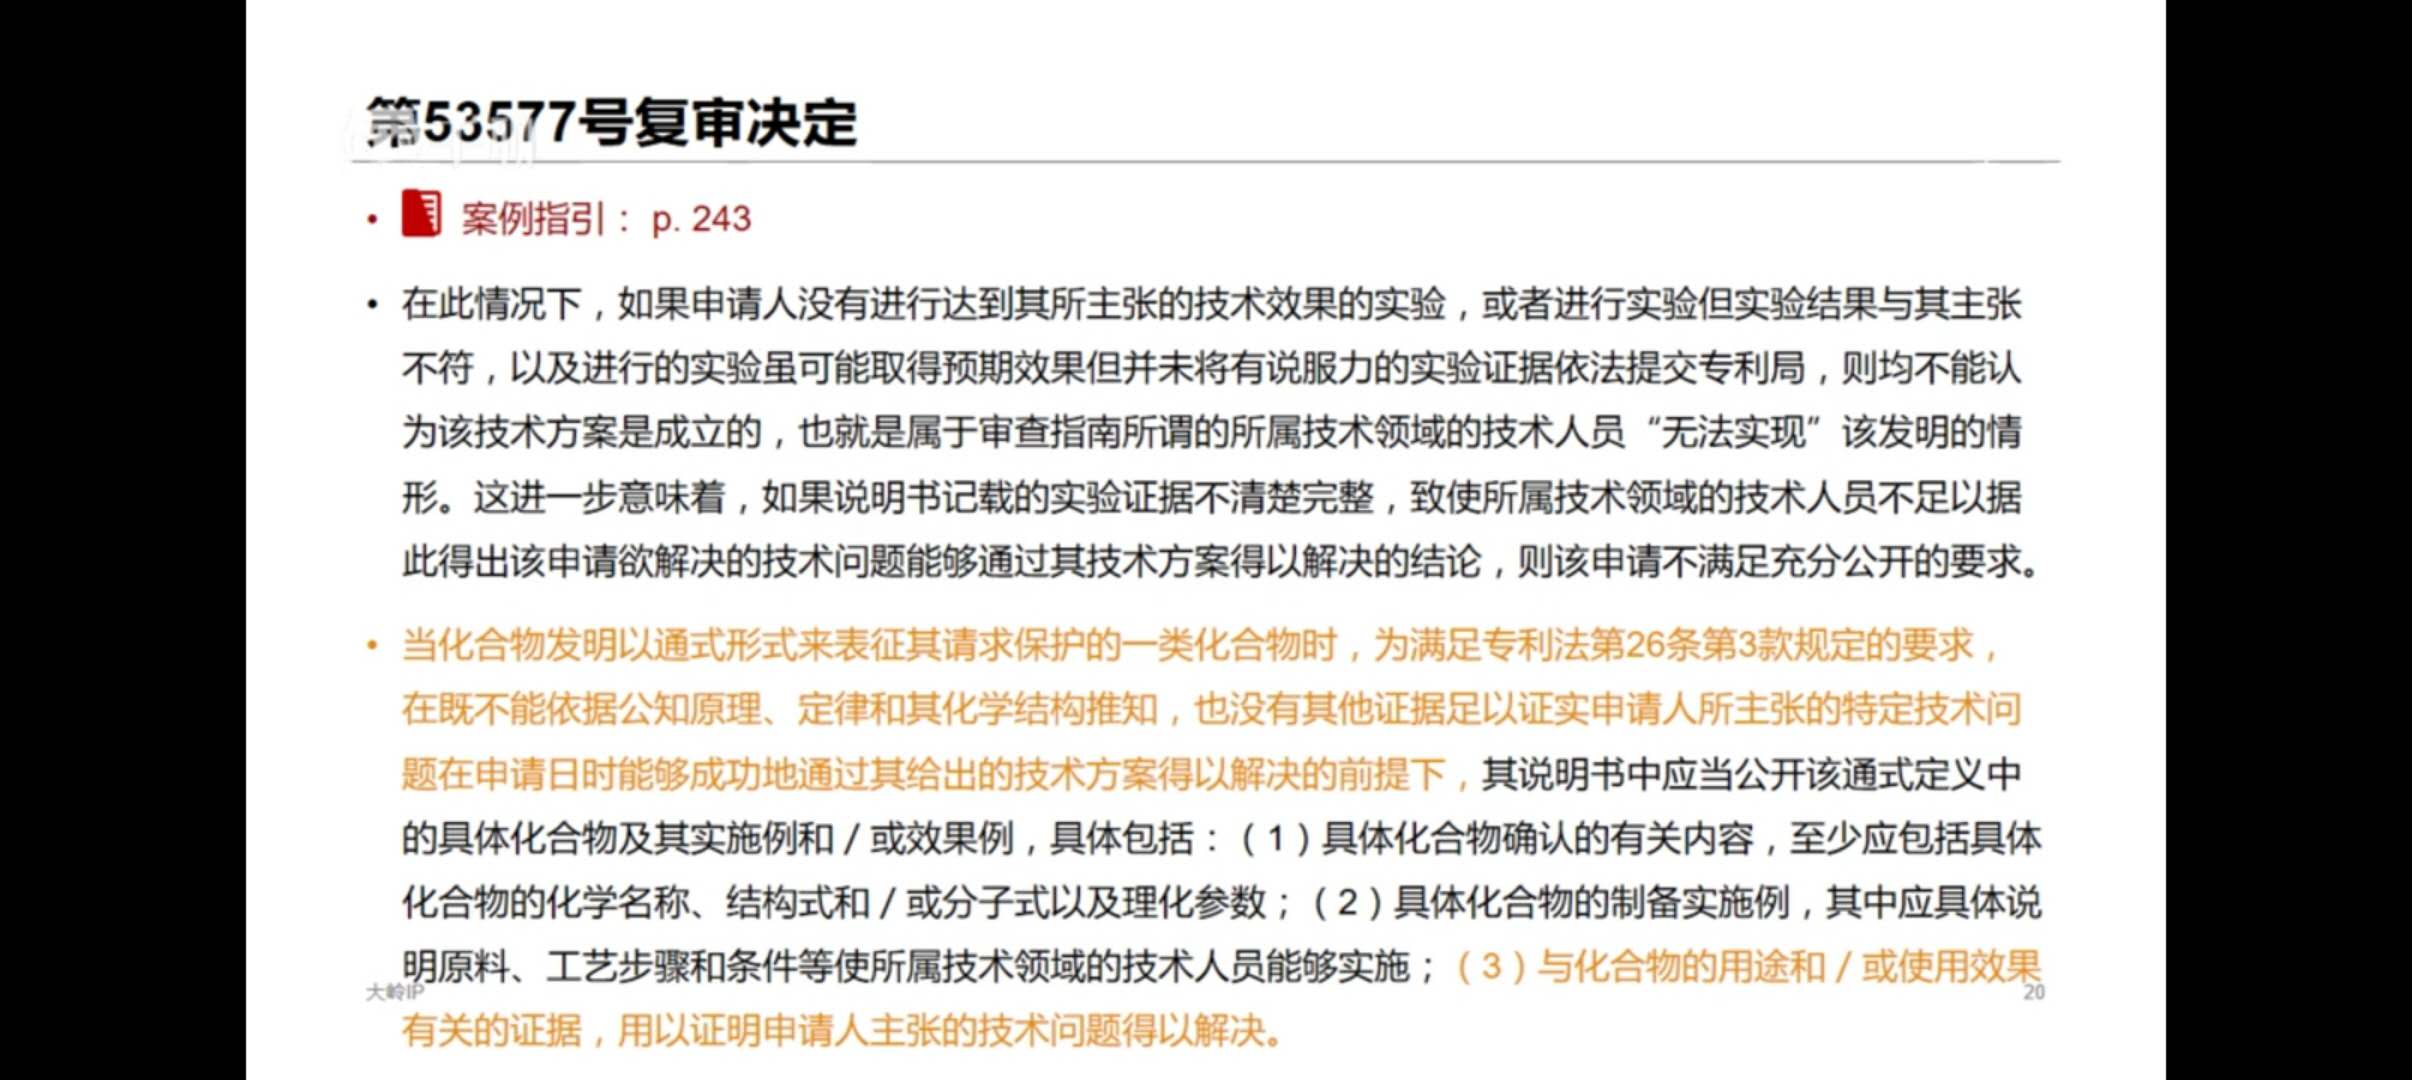 第53577号复审决定
• 案例指引：p. 243
• 在此情况下，如果申请人没有进行达到其所主张的技术效果的实验，或者进行实验但实验结果与其主张
不符，以及进行的实验虽可能取得预期效果但并未将有说服力的实验证据依法提交专利局，则均不能认
为该技术方案是成立的，也就是属于审查指南所谓的所属技术领域的技术人员“无法实现”该发明的情
形。这进一步意味着，如果说明书记载的实验证据不清楚完整，致使所属技术领域的技术人员不足以据
此得出该申请欲解决的技术问题能够通过其技术方案得以解决的结论，则该申请不满足充分公开的要求。
• 当化合物发明以通式形式来表征其请求保护的一类化合物时，为满足专利法第26条第3款规定的要求，
在既不能依据公知原理、定律和其化学结构推知，也没有其他证据足以证实申请人所主张的特定技术问
题在申请日时能够成功地通过其给出的技术方案得以解决的前提下，其说明书中应当公开该通式定义中
的具体化合物及其实施例和/或效果例，具体包括：（1）具体化合物确认的有关内容，至少应包括具体
化合物的化学名称、结构式和/或分子式以及理化参数；（2）具体化合物的制备实施例，其中应具体说
明原料、工艺步骤和条件等使所属技术领域的技术人员能够实施；（3）与化合物的用途和/或使用效果
有关的证据，用以证明申请人主张的技术问题得以解决。
大岭IP
20